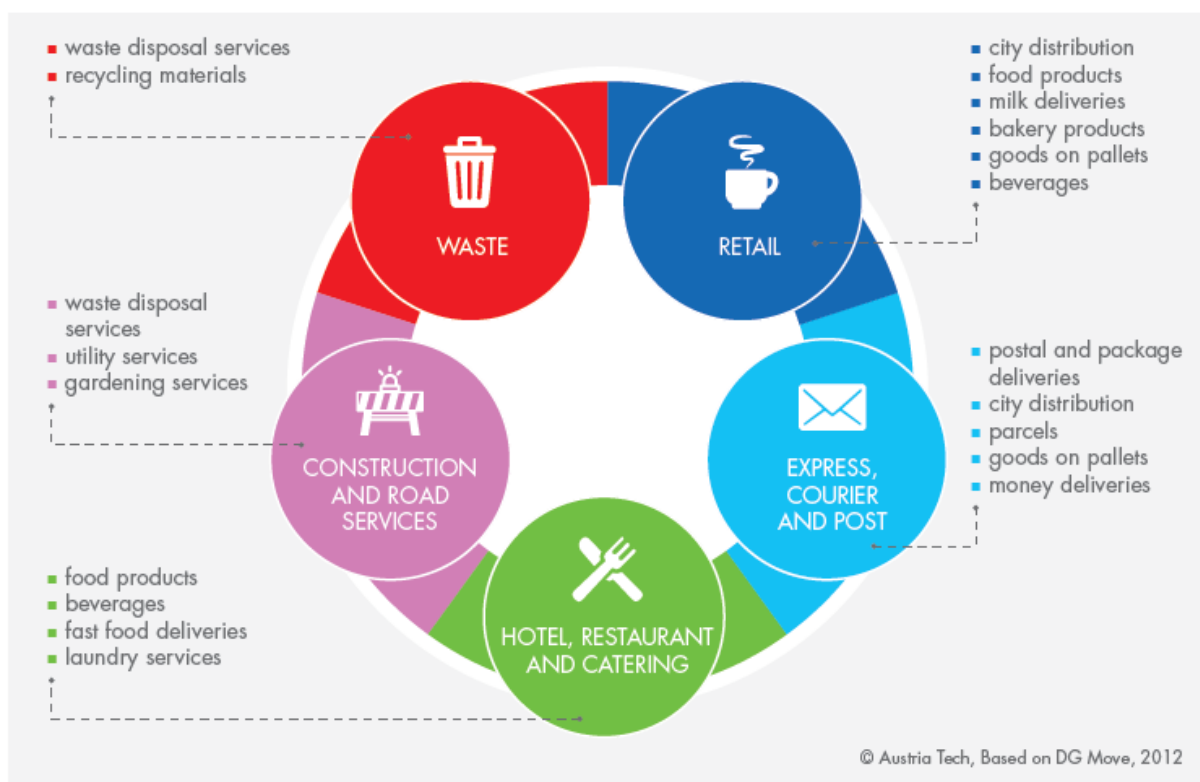 waste disposal services
recycling materials
WASTE
city distribution
food products
milk deliveries
bakery products
goods on pallets
beverages
RETAIL
waste disposal
services
utility services
gardening services
CONSTRUCTION
AND ROAD
SERVICES
postal and package
deliveries
city distribution
parcels
goods on pallets
money deliveries
EXPRESS,
COURIER
AND POST
food products
beverages
fast food deliveries
laundry services
HOTEL, RESTAURANT
AND CATERING
© Austria Tech, Based on DG Move, 2012